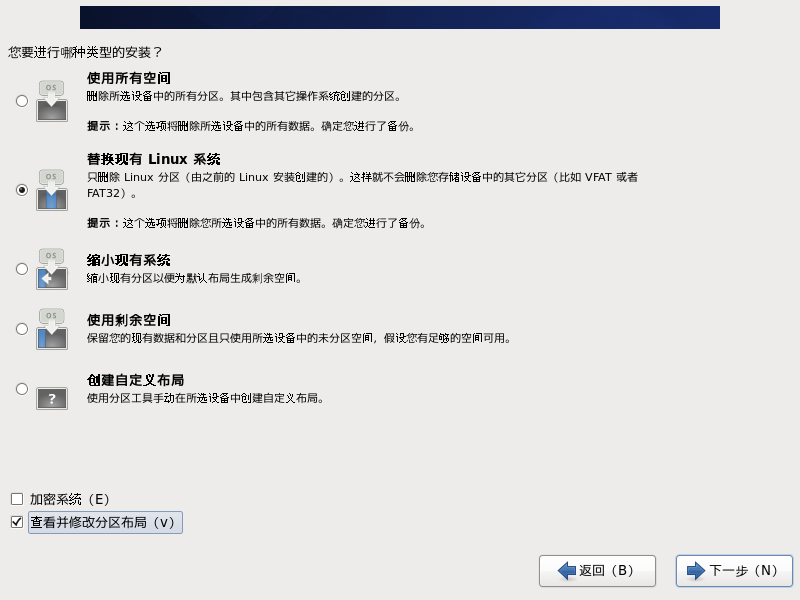 您要进行哪种类型的安装？
OS
使用所有空间
删除所选设备中的所有分区。其中包含其它操作系统创建的分区。
提示：这个选项将删除所选设备中的所有数据。确定您进行了备份。
OS
替换现有 Linux 系统
只删除 Linux 分区（由之前的 Linux 安装创建的）。这样就不会删除您存储设备中的其它分区（比如 VFAT 或者
FAT32）。
提示：这个选项将删除您所选设备中的所有数据。确定您进行了备份。
OS
缩小现有系统
缩小现有分区以便为默认布局生成剩余空间。
OS
使用剩余空间
保留您的现有数据和分区且只使用所选设备中的未分区空间，假设您有足够的空间可用。
?
创建自定义布局
使用分区工具手动在所选设备中创建自定义布局。
加密系统（E）
查看并修改分区布局（v）
返回（B）
下一步（N）